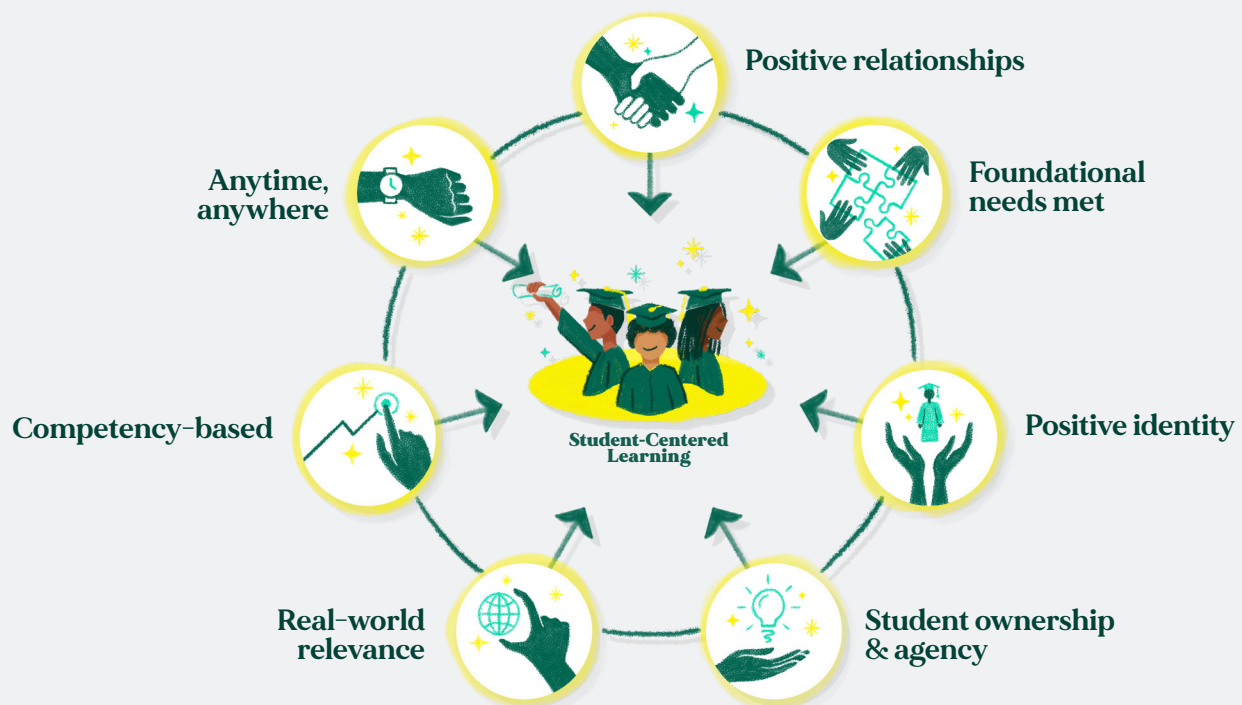 Positive relationships
Foundational
needs met
Positive identity
Student ownership
& agency
Real-world
relevance
Competency-based
Anytime,
anywhere
Student-Centered
Learning